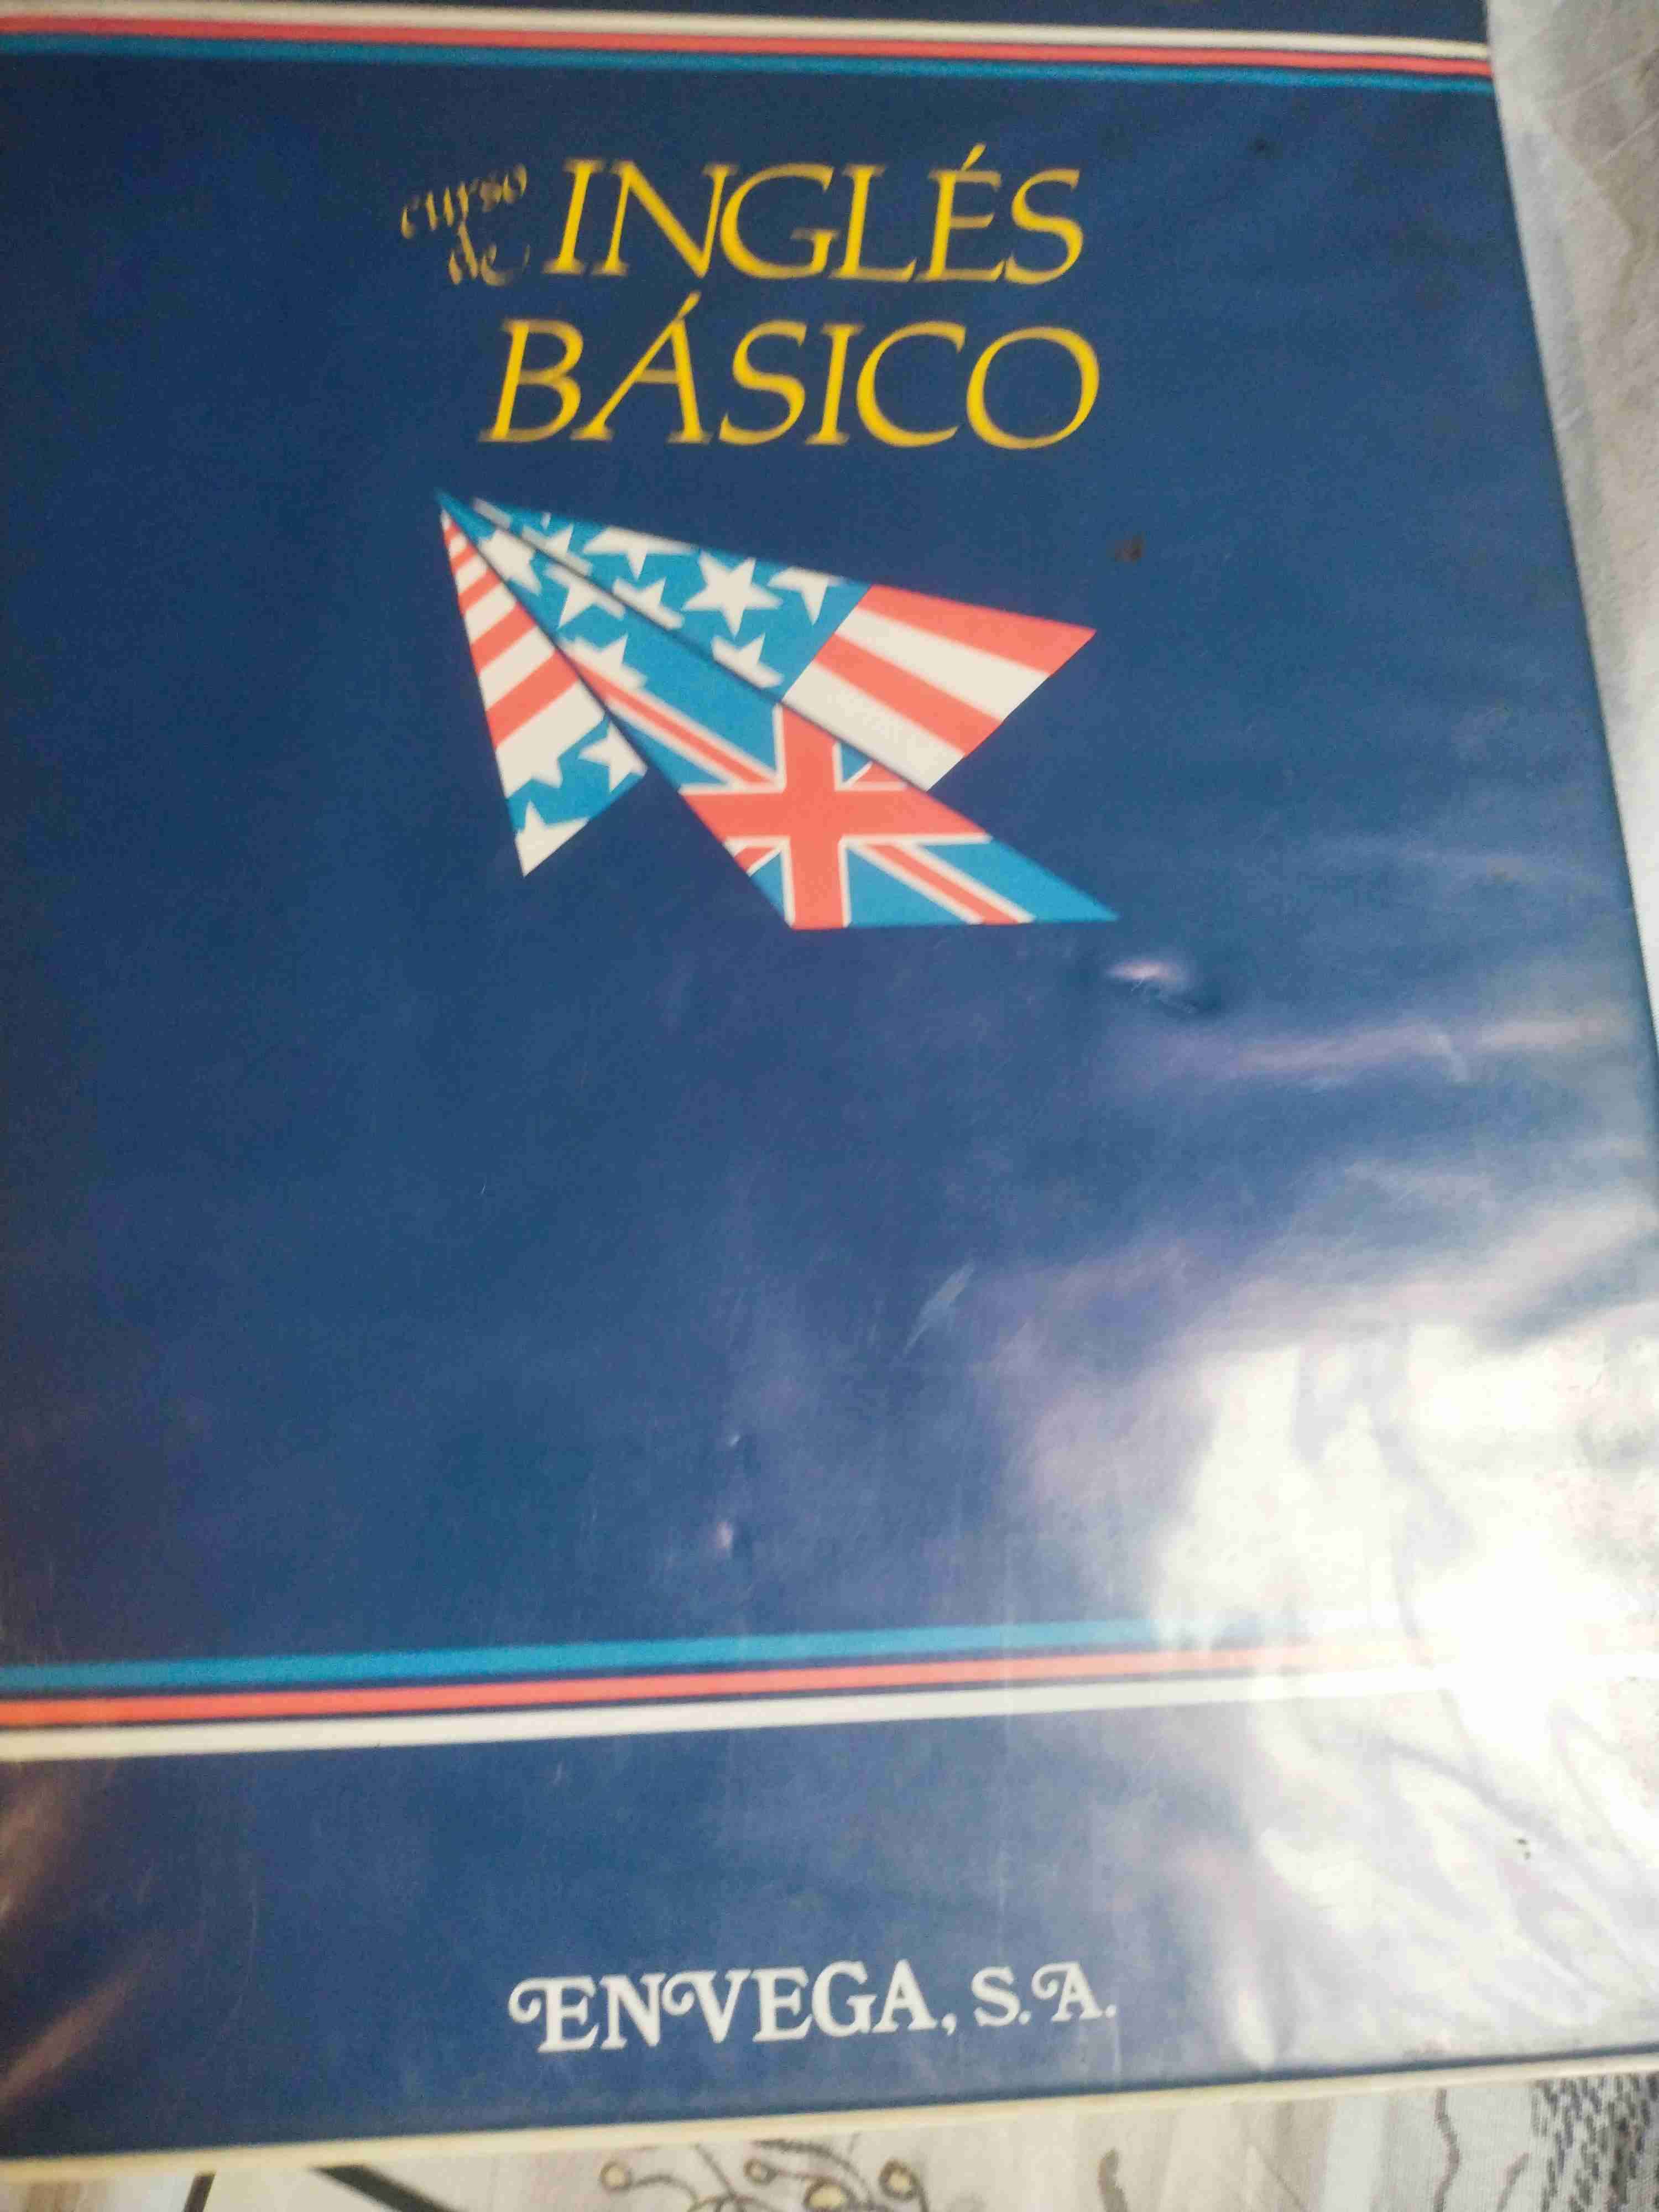 curso de INGLÉS
BÁSICO
ENVEGA, S.A.